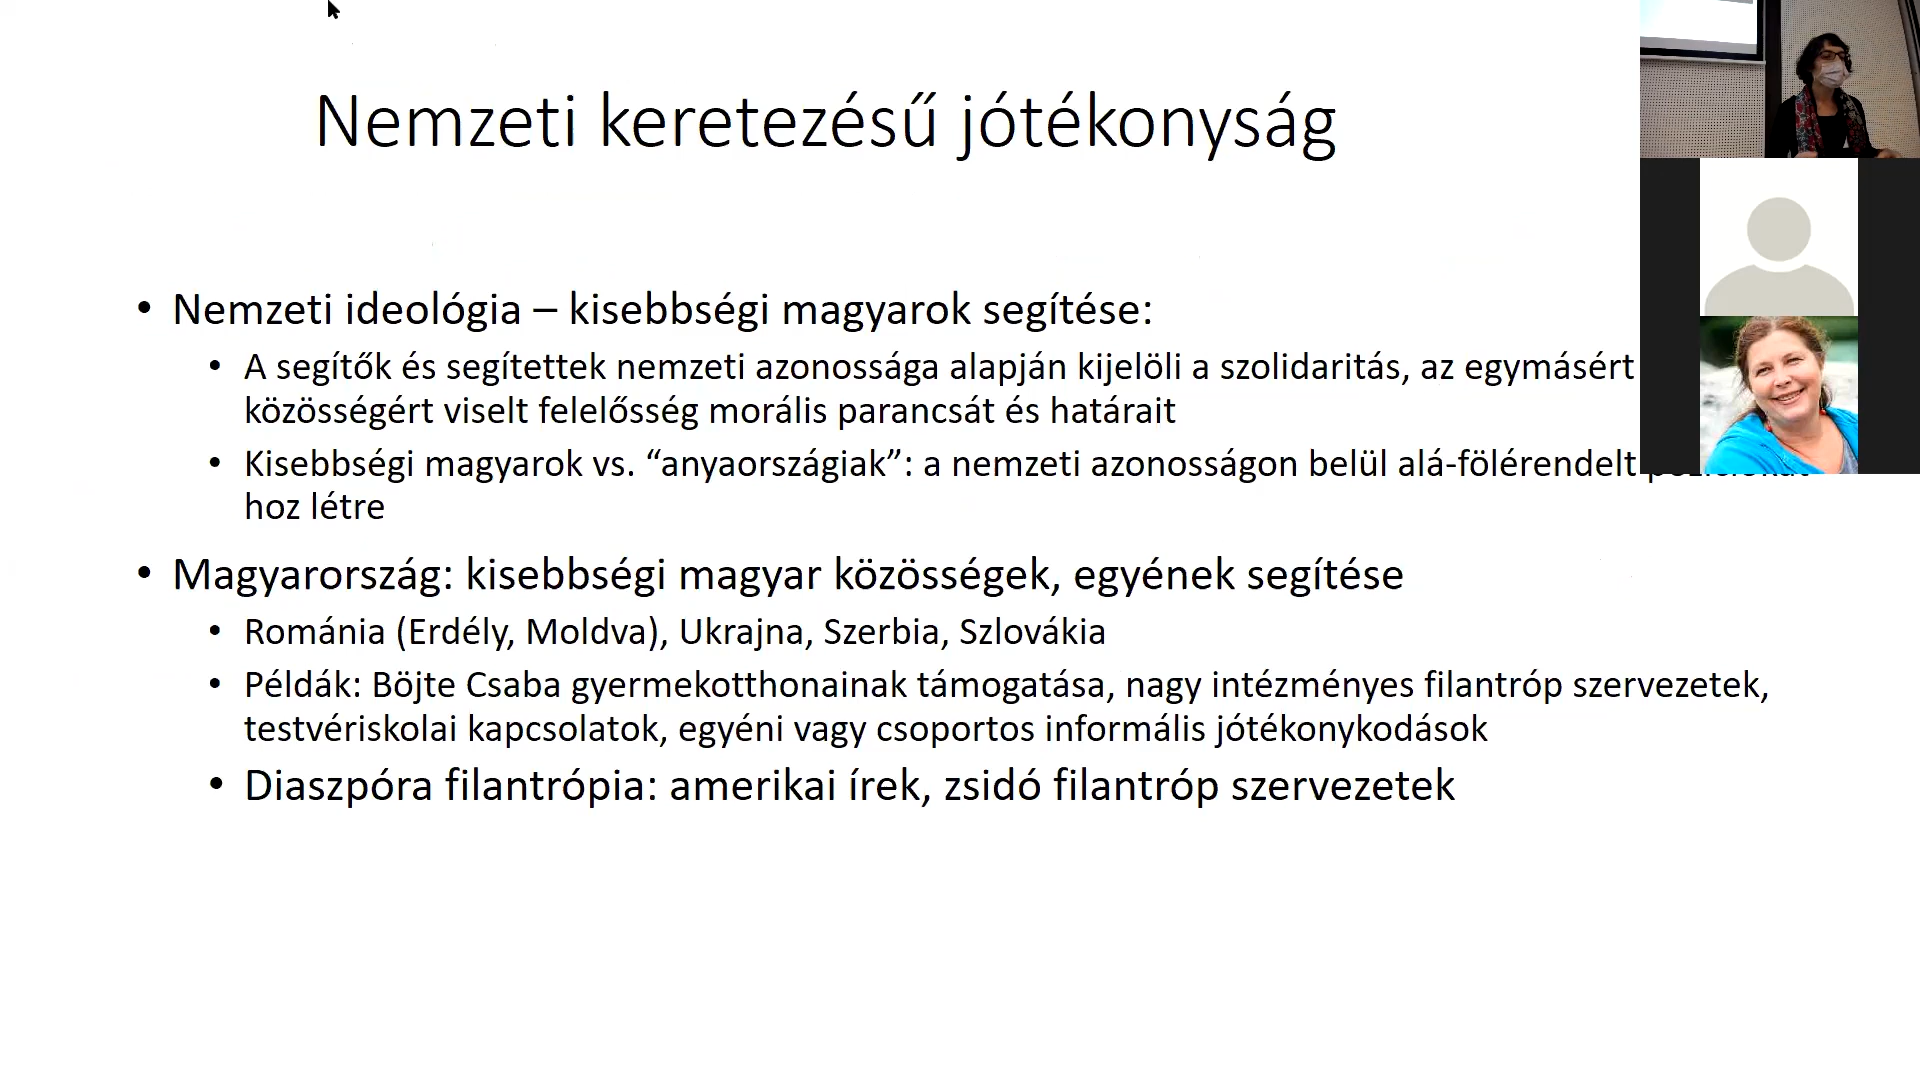 Nemzeti keretezésű jótékonyság
• Nemzeti ideológia – kisebbségi magyarok segítése:
• A segítők és segítettek nemzeti azonossága alapján kijelöli a szolidaritás, az egymásért
közösségért viselt felelősség morális parancsát és határait
• Kisebbségi magyarok vs. “anyaországiak”: a nemzeti azonosságon belül alá-fölérendelt
hoz létre
• Magyarország: kisebbségi magyar közösségek, egyének segítése
• Románia (Erdély, Moldva), Ukrajna, Szerbia, Szlovákia
• Példák: Böjte Csaba gyermekotthonainak támogatása, nagy intézményes filantróp szervezetek,
testvériskolai kapcsolatok, egyéni vagy csoportos informális jótékonykodások
• Diaszpóra filantrópia: amerikai írek, zsidó filantróp szervezetek